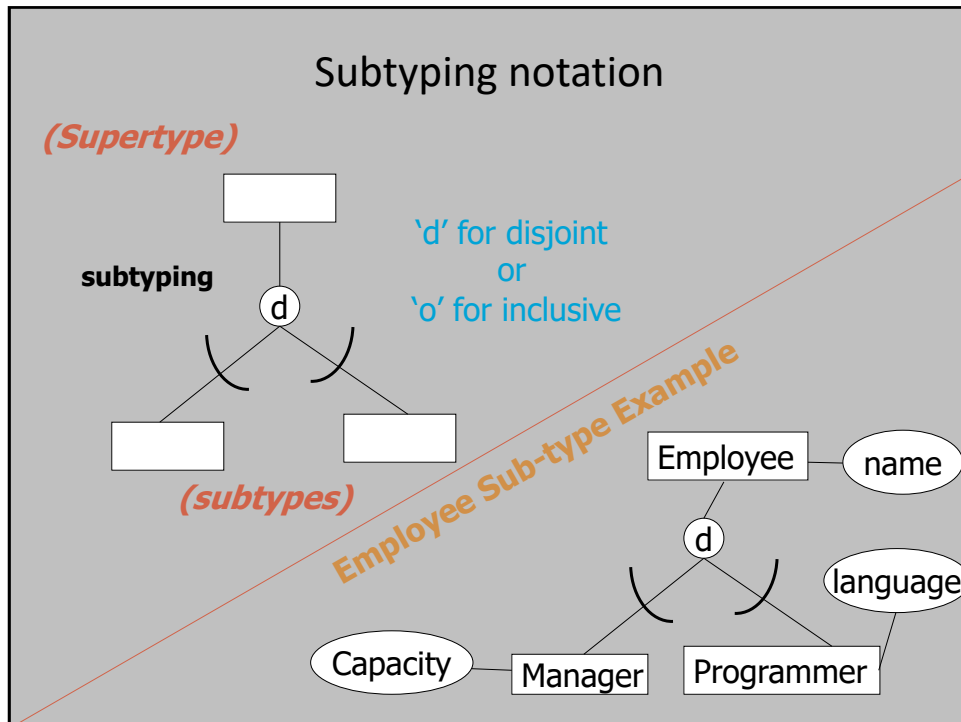 Subtyping notation
(Supertype)
‘d’ for disjoint
or
‘o’ for inclusive
subtyping
d
(subtypes)
Employee Sub-type Example
Employee
name
d
language
Capacity
Manager
Programmer